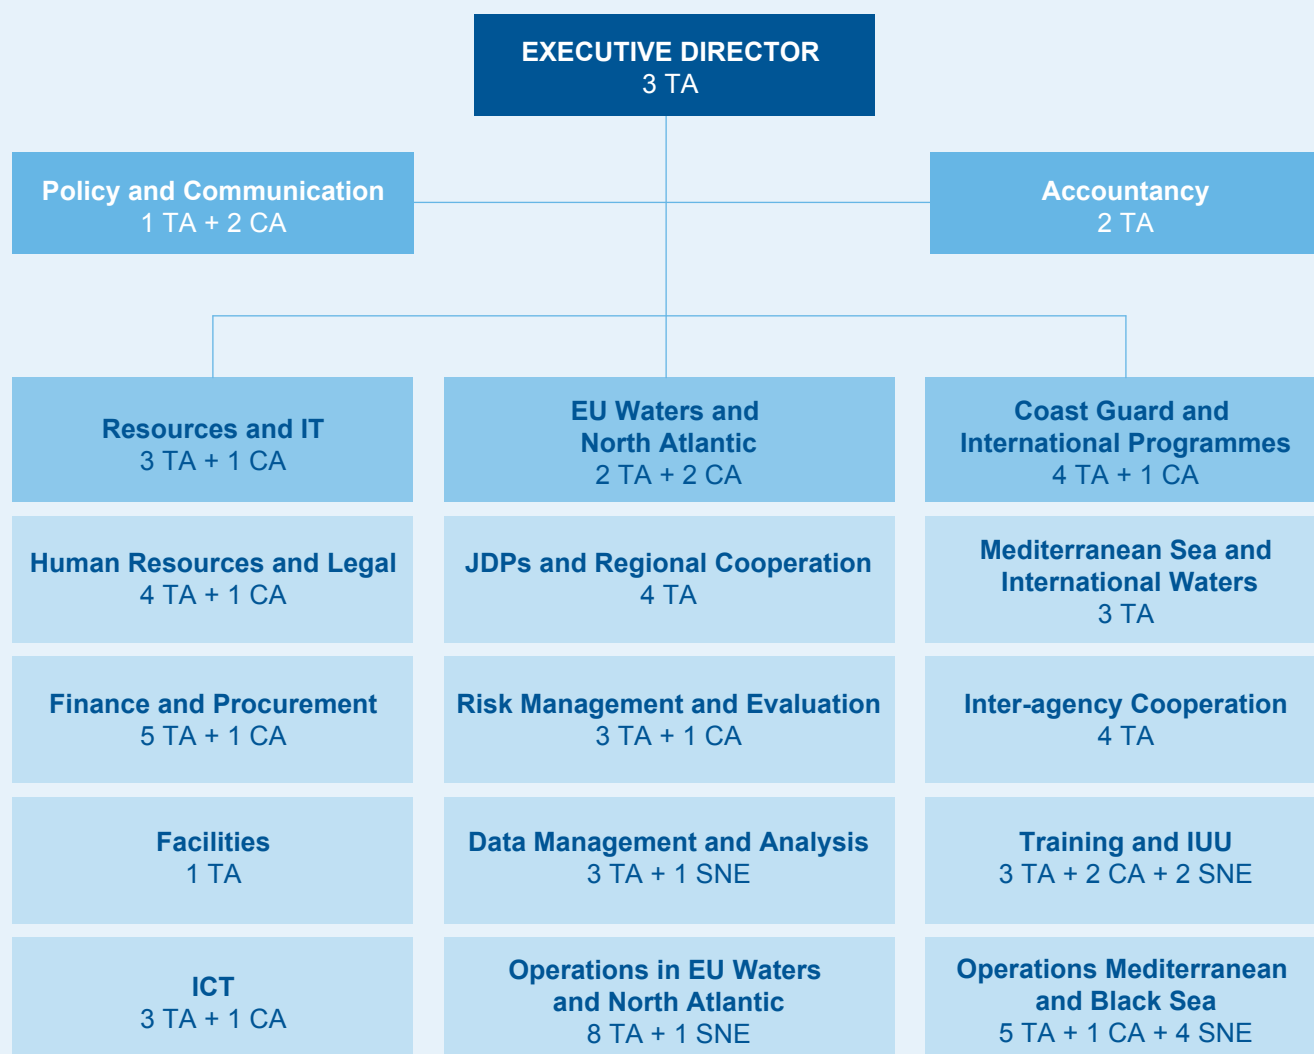 EXECUTIVE DIRECTOR
3 TA
Policy and Communication
1 TA + 2 CA
Accountancy
2 TA
Resources and IT
3 TA + 1 CA
EU Waters and
North Atlantic
2 TA + 2 CA
Coast Guard and
International Programmes
4 TA + 1 CA
Human Resources and Legal
4 TA + 1 CA
JDPs and Regional Cooperation
4 TA
Mediterranean Sea and
International Waters
3 TA
Finance and Procurement
5 TA + 1 CA
Risk Management and Evaluation
3 TA + 1 CA
Inter-agency Cooperation
4 TA
Facilities
1 TA
Data Management and Analysis
3 TA + 1 SNE
Training and IUU
3 TA + 2 CA + 2 SNE
ICT
3 TA + 1 CA
Operations in EU Waters
and North Atlantic
8 TA + 1 SNE
Operations Mediterranean
and Black Sea
5 TA + 1 CA + 4 SNE